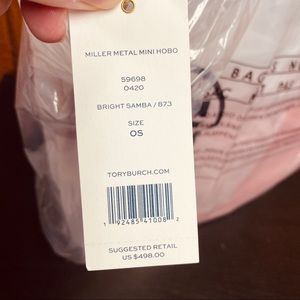 MILLER METAL MINI HOBO
59698
0420
BRIGHT SAMBA / 873
SIZE
OS
TORYBURCH.COM
1 92485 41008 2
SUGGESTED RETAIL
US $498.00
BAG